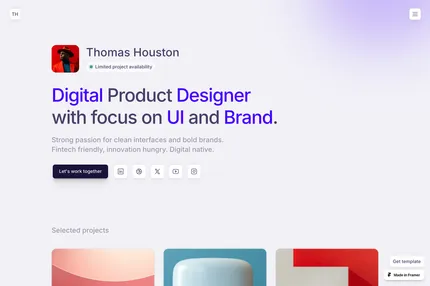 TH
Thomas Houston
Limited project availability
Digital Product Designer
with focus on UI and Brand.
Strong passion for clean interfaces and bold brands.
Fintech friendly, innovation hungry. Digital native.
Let's work together
Selected projects
Get template
Made in Framer